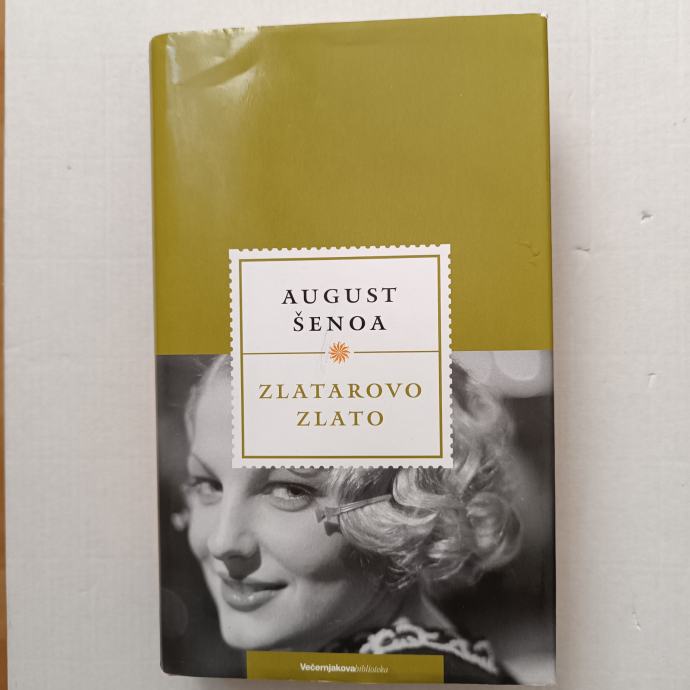 AUGUST
ŠENOA
ZLATAROVO
ZLATO
Večernjakovabiblioteka